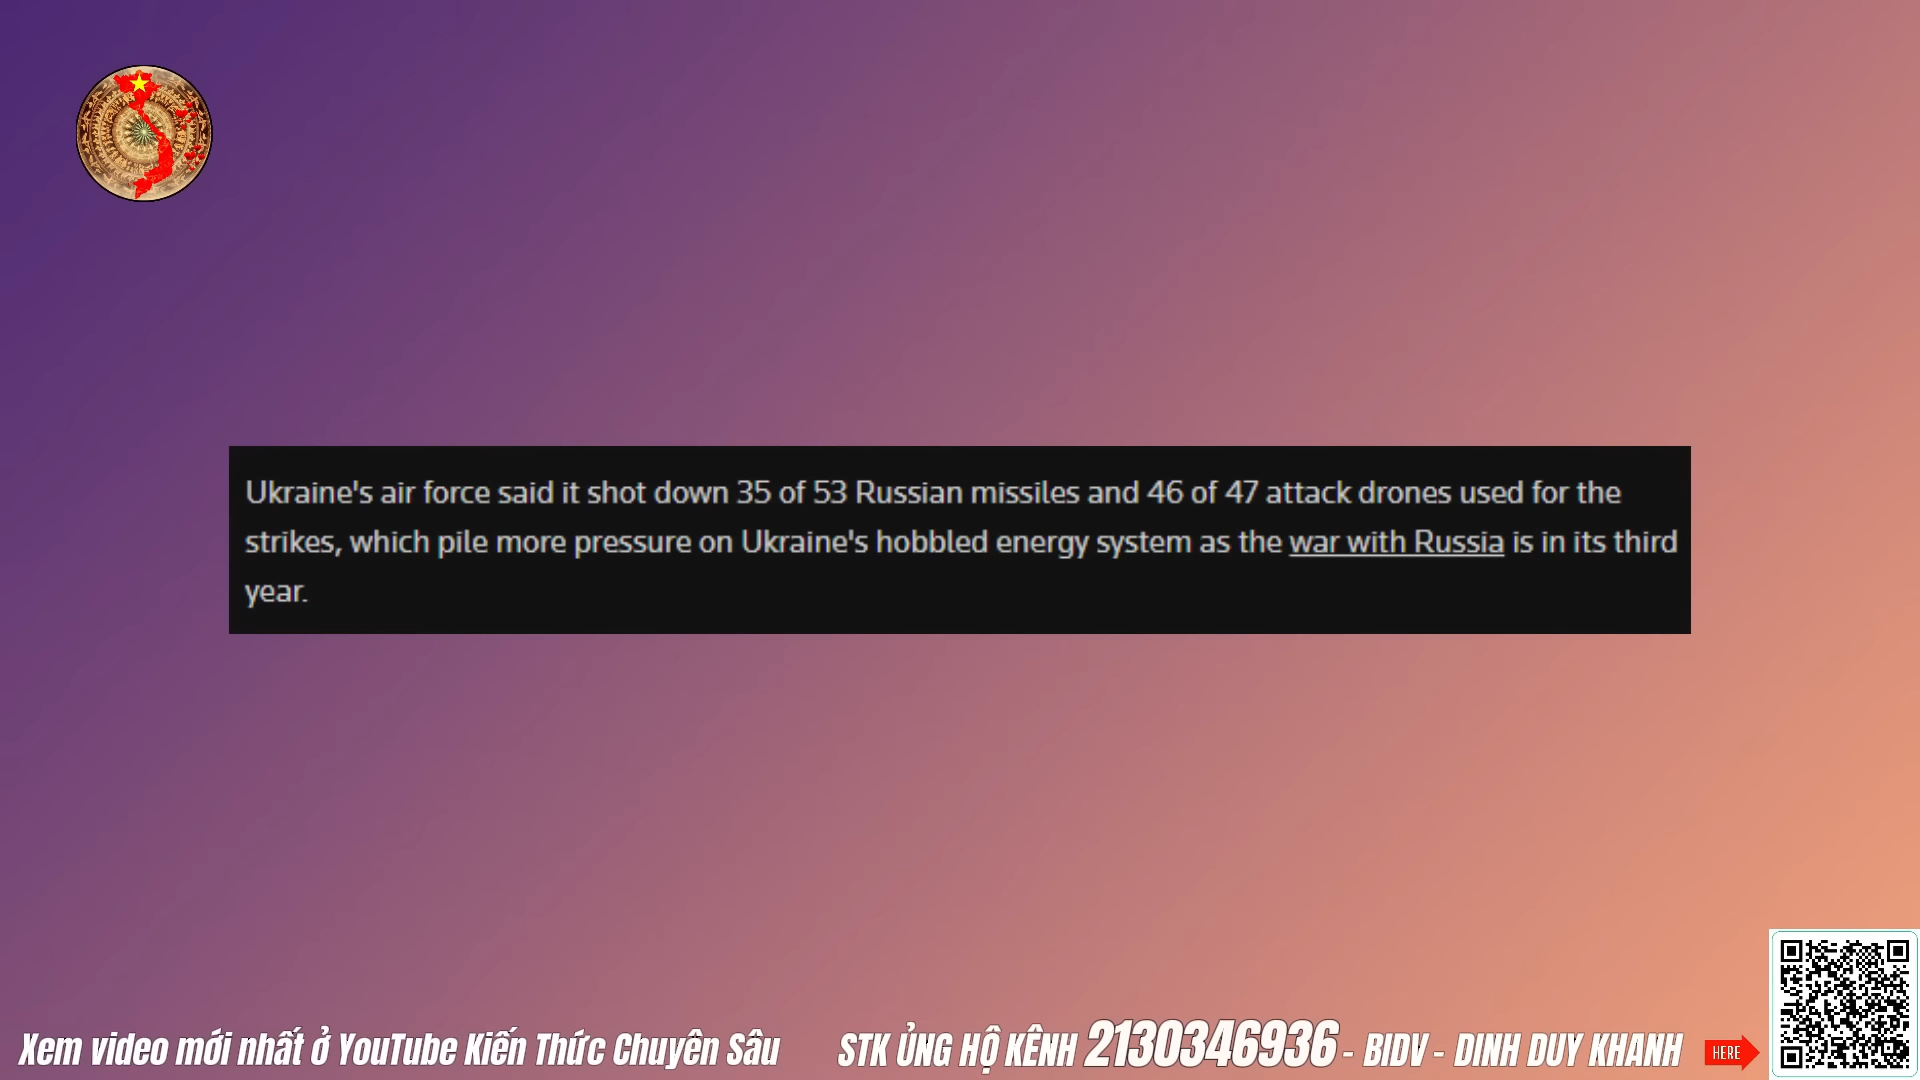 Ukraine's air force said it shot down 35 of 53 Russian missiles and 46 of 47 attack drones used for the
strikes, which pile more pressure on Ukraine's hobbled energy system as the war with Russia is in its third
year.
Xem video mới nhất ở YouTube Kiến Thức Chuyên Sâu
STK ỦNG HỘ KÊNH 2130346936 - BIDV - DINH DUY KHANH
HERE